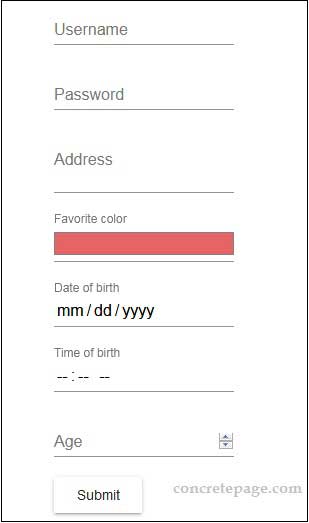 Username
Password
Address
Favorite color
Date of birth
mm/dd/yyyy
Time of birth
--:-- --
Age
Submit
concretepage.com